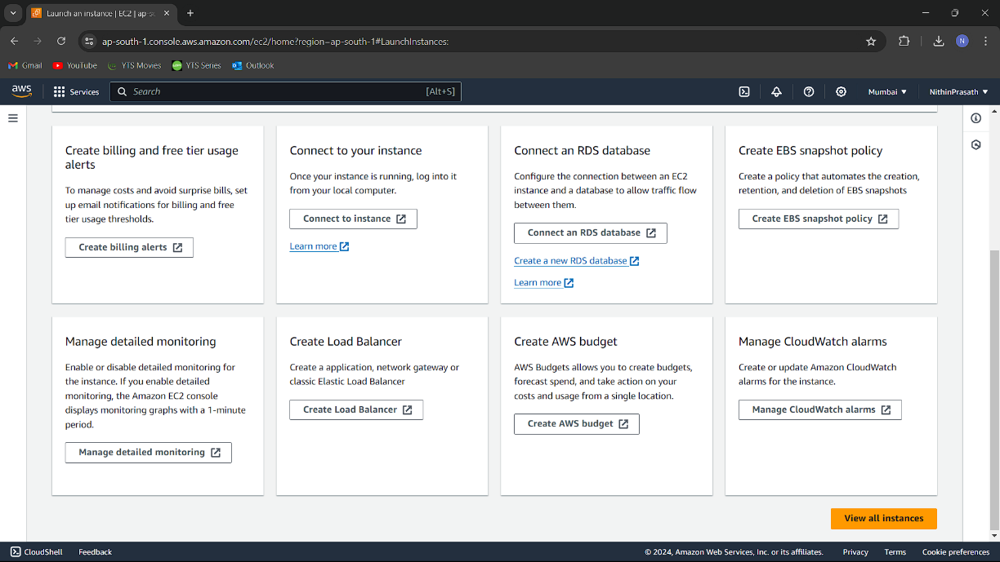 Launch an instance | EC2 | ap-su
ap-south-1.console.aws.amazon.com/ec2/home?region=ap-south-1#LaunchInstances:
N
Gmail
YouTube
YTS Movies
YTS Series
Outlook
aws
Services
Search
[Alt+S]
Mumbai
NithinPrasath
Create billing and free tier usage
alerts
To manage costs and avoid surprise bills, set
up email notifications for billing and free
tier usage thresholds.
Create billing alerts
Connect to your instance
Once your instance is running, log into it
from your local computer.
Connect to instance
Learn more
Connect an RDS database
Configure the connection between an EC2
instance and a database to allow traffic flow
between them.
Connect an RDS database
Create a new RDS database
Learn more
Create EBS snapshot policy
Create a policy that automates the creation,
retention, and deletion of EBS snapshots
Create EBS snapshot policy
Manage detailed monitoring
Enable or disable detailed monitoring for
the instance. If you enable detailed
monitoring, the Amazon EC2 console
displays monitoring graphs with a 1-minute
period.
Manage detailed monitoring
Create Load Balancer
Create a application, network gateway or
classic Elastic Load Balancer
Create Load Balancer
Create AWS budget
AWS Budgets allows you to create budgets,
forecast spend, and take action on your
costs and usage from a single location.
Create AWS budget
Manage CloudWatch alarms
Create or update Amazon CloudWatch
alarms for the instance.
Manage CloudWatch alarms
View all instances
CloudShell
Feedback
© 2024, Amazon Web Services, Inc. or its affiliates.
Privacy
Terms
Cookie preferences